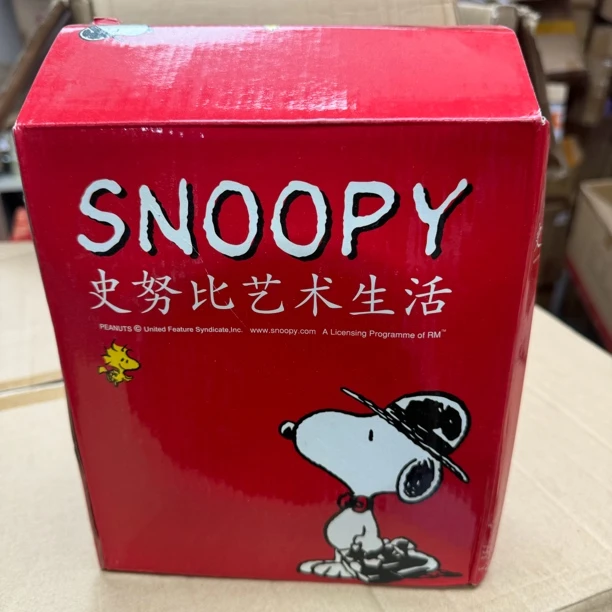 SNOOPY
史努比艺术生活
PEANUTS © United Feature Syndicate,Inc. www.snoopy.com A Licensing Programme of RM™